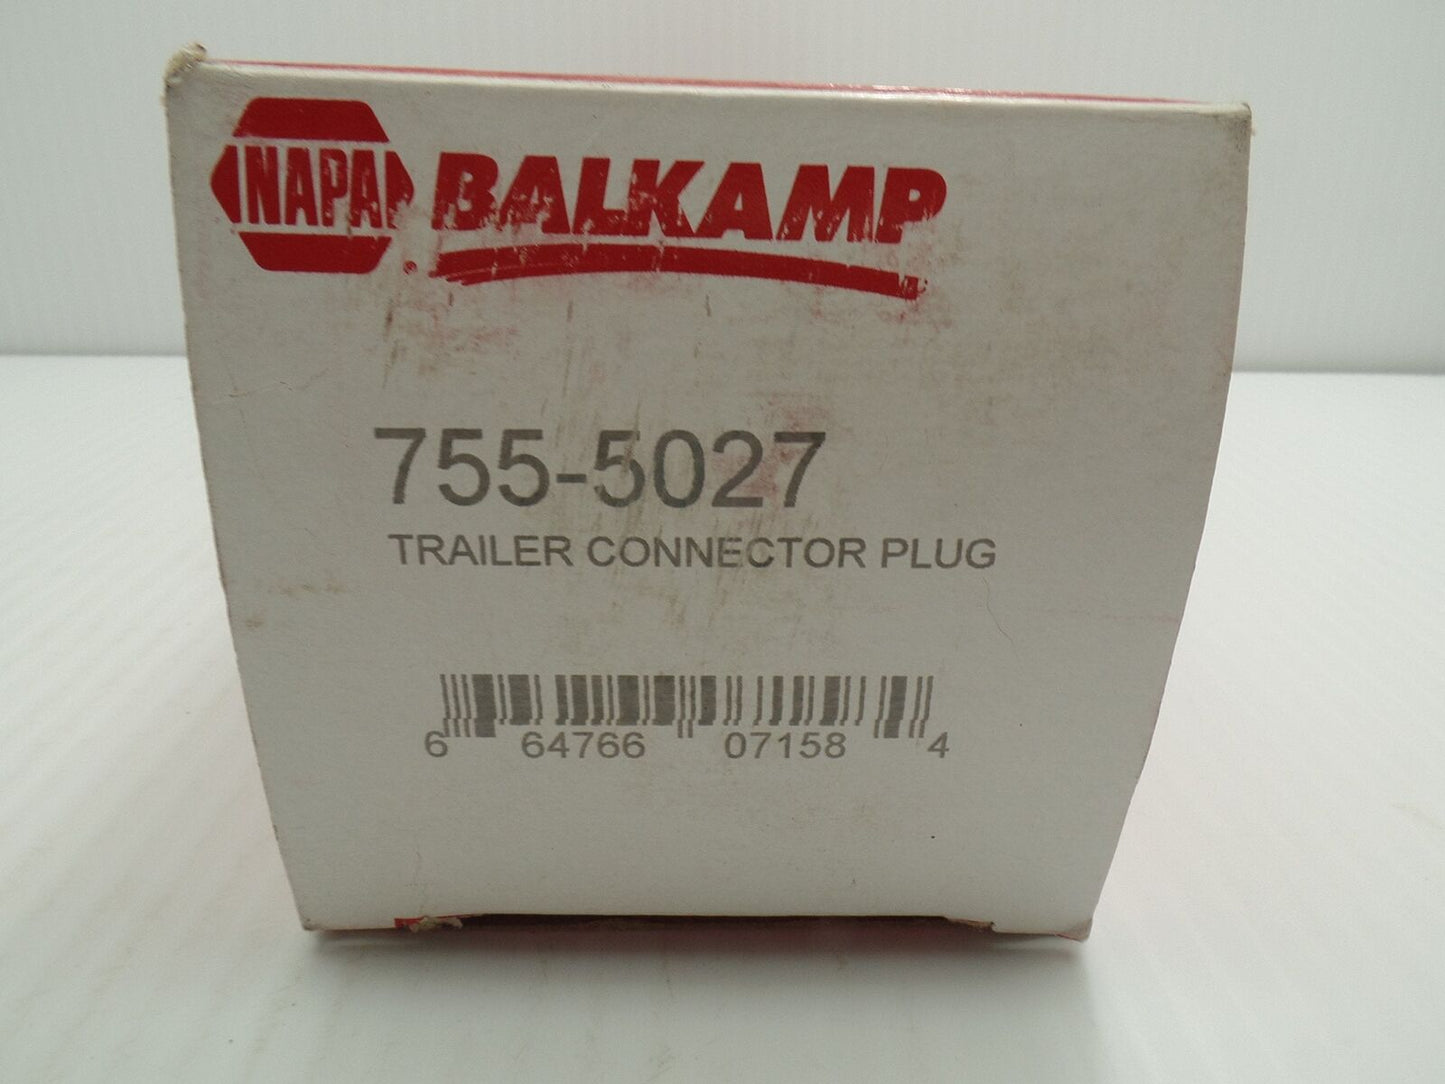 NAPA BALKAMP
755-5027
TRAILER CONNECTOR PLUG
6 64766 07158 4